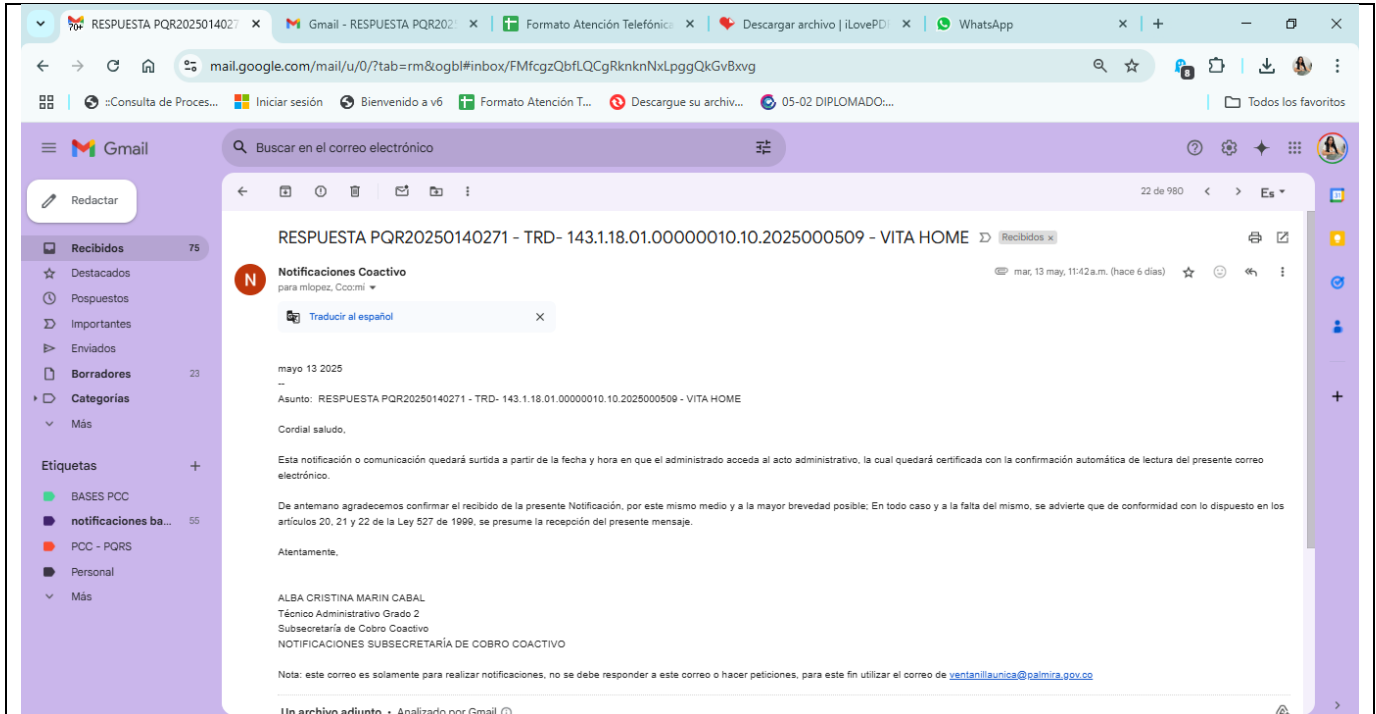 70+ RESPUESTA PQR2025014027
Gmail - RESPUESTA PQR202
Formato Atención Telefónica
Descargar archivo | iLovePDF
WhatsApp
mail.google.com/mail/u/0/?tab=rm&ogbl#inbox/FMfcgzQbfLQCgRknknNxLpggQkGvBxvg
8
::Consulta de Proces...
Iniciar sesión
Bienvenido a v6
Formato Atención T...
Descargue su archiv...
05-02 DIPLOMADO:...
Todos los favoritos
Gmail
Buscar en el correo electrónico
Redactar
22 de 980
Es
Recibidos 75
Destacados
Pospuestos
Importantes
Enviados
Borradores 23
Categorías
Más
Etiquetas
BASES PCC
notificaciones ba... 55
PCC - PQRS
Personal
Más
RESPUESTA PQR20250140271 - TRD- 143.1.18.01.00000010.10.2025000509 - VITA HOME
Recibidos x
N
Notificaciones Coactivo
mar, 13 may, 11:42 a.m. (hace 6 días)
para mlopez, Cco:mí
Traducir al español
mayo 13 2025
--
Asunto: RESPUESTA PQR20250140271 - TRD- 143.1.18.01.00000010.10.2025000509 - VITA HOME
Cordial saludo,
Esta notificación o comunicación quedará surtida a partir de la fecha y hora en que el administrado acceda al acto administrativo, la cual quedará certificada con la confirmación automática de lectura del presente correo
electrónico.
De antemano agradecemos confirmar el recibido de la presente Notificación, por este mismo medio y a la mayor brevedad posible; En todo caso y a la falta del mismo, se advierte que de conformidad con lo dispuesto en los
artículos 20, 21 y 22 de la Ley 527 de 1999, se presume la recepción del presente mensaje.
Atentamente,
ALBA CRISTINA MARIN CABAL
Técnico Administrativo Grado 2
Subsecretaría de Cobro Coactivo
NOTIFICACIONES SUBSECRETARÍA DE COBRO COACTIVO
Nota: este correo es solamente para realizar notificaciones, no se debe responder a este correo o hacer peticiones, para este fin utilizar el correo de ventanillaunica@palmira.gov.co
Un archivo adjunto • Analizado por Gmail